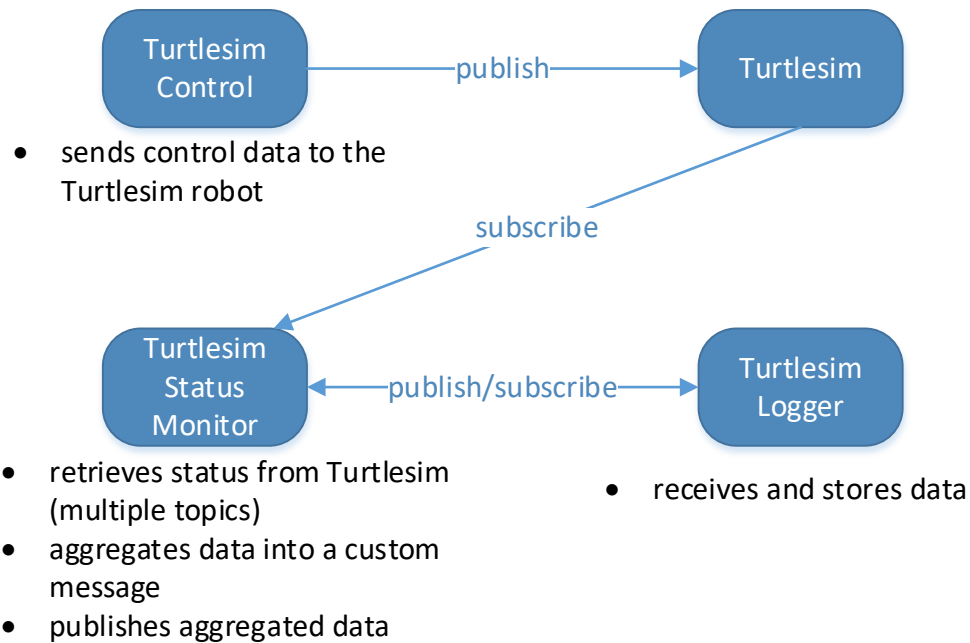 Turtlesim
Control
publish
Turtlesim
• sends control data to the
Turtlesim robot
subscribe
Turtlesim
Status
Monitor
publish/subscribe
Turtlesim
Logger
• retrieves status from Turtlesim
(multiple topics)
• aggregates data into a custom
message
• publishes aggregated data
• receives and stores data